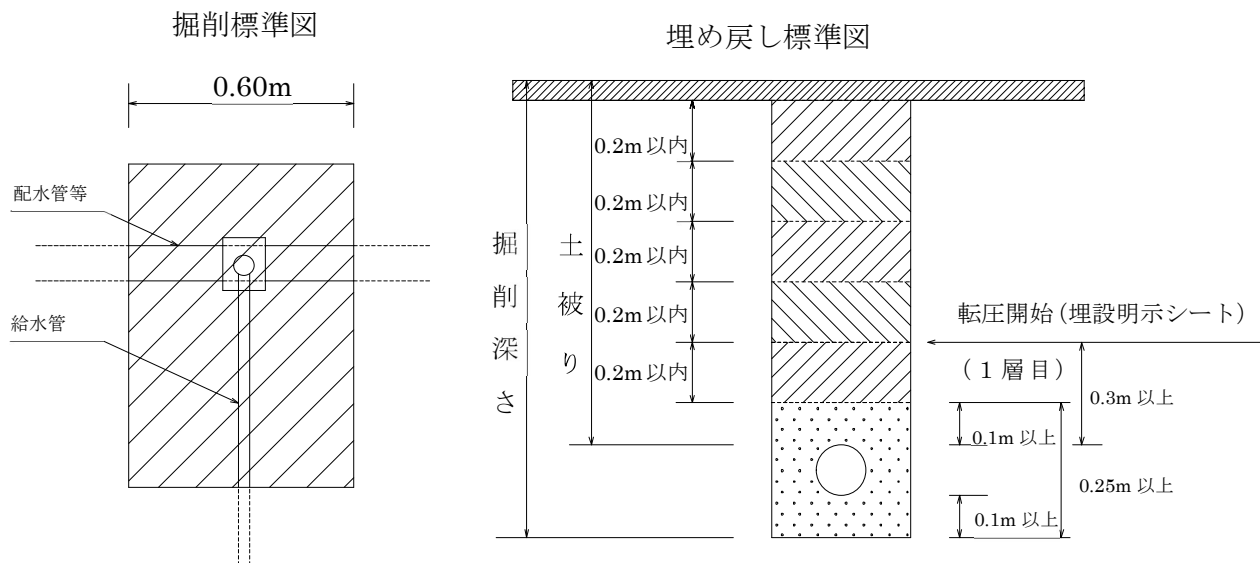 掘削標準図
0.60m
配水管等
給水管
埋め戻し標準図
0.2m 以内
0.2m 以内
0.2m 以内
0.2m 以内
0.2m 以内
掘削深さ
土被り
転圧開始(埋設明示シート)
(1層目)
0.3m 以上
0.1m 以上
0.25m 以上
0.1m 以上